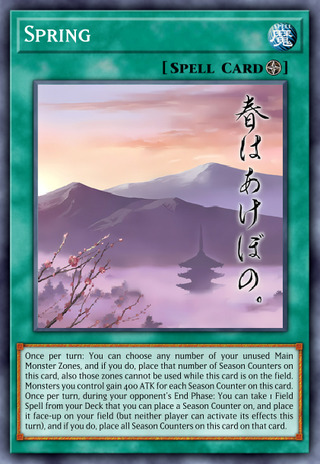 Spring
魔
[Spell Card]
春はあけぼの。
Once per turn: You can choose any number of your unused Main
Monster Zones, and if you do, place that number of Season Counters on
this card, also those zones cannot be used while this card is on the field.
Monsters you control gain 400 ATK for each Season Counter on this card.
Once per turn, during your opponent's End Phase: You can take 1 Field
Spell from your Deck that you can place a Season Counter on, and place
it face-up on your field (but neither player can activate its effects this
turn), and if you do, place all Season Counters on this card on that card.